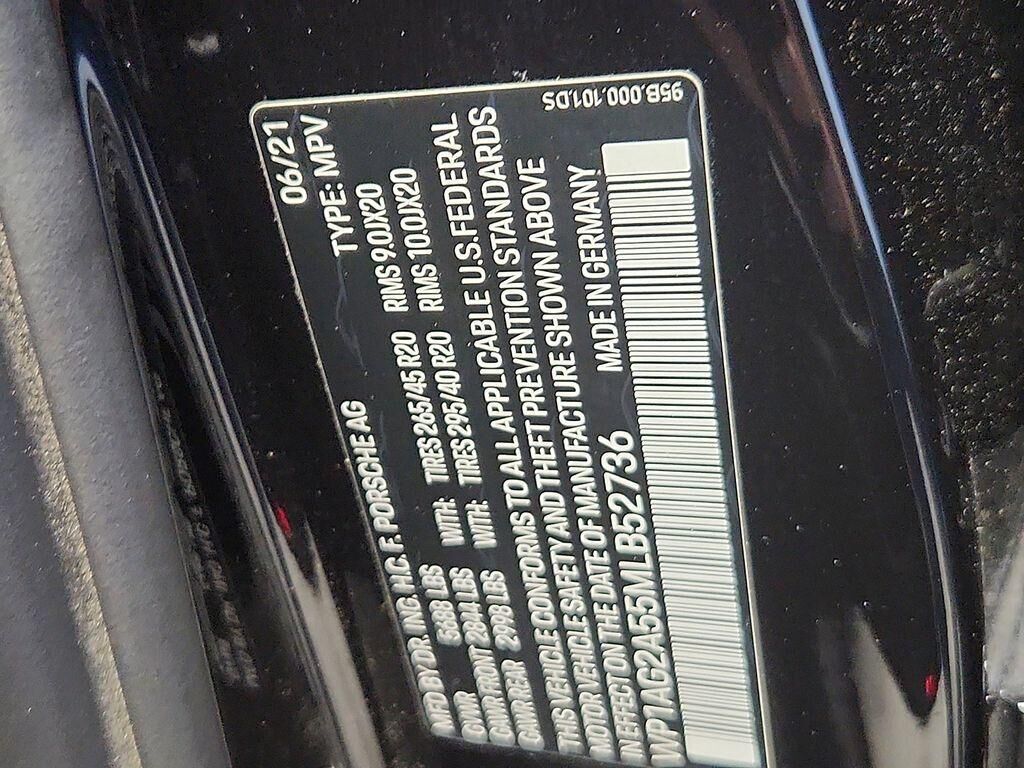 06/21
MFD BY DR. ING. H.C. F. PORSCHE AG TYPE: MPV
GVWR 5688 LBS WITH: TIRES 265/45 R20 RIMS 9.0JX20
GAWR FRONT 2844 LBS WITH: TIRES 295/40 R20 RIMS 10.0JX20
GAWR REAR 2998 LBS
THIS VEHICLE CONFORMS TO ALL APPLICABLE U.S. FEDERAL
MOTOR VEHICLE SAFETY AND THEFT PREVENTION STANDARDS
IN EFFECT ON THE DATE OF MANUFACTURE SHOWN ABOVE
WP1AG2A55MLB52736 MADE IN GERMANY
95B.000.101.DS